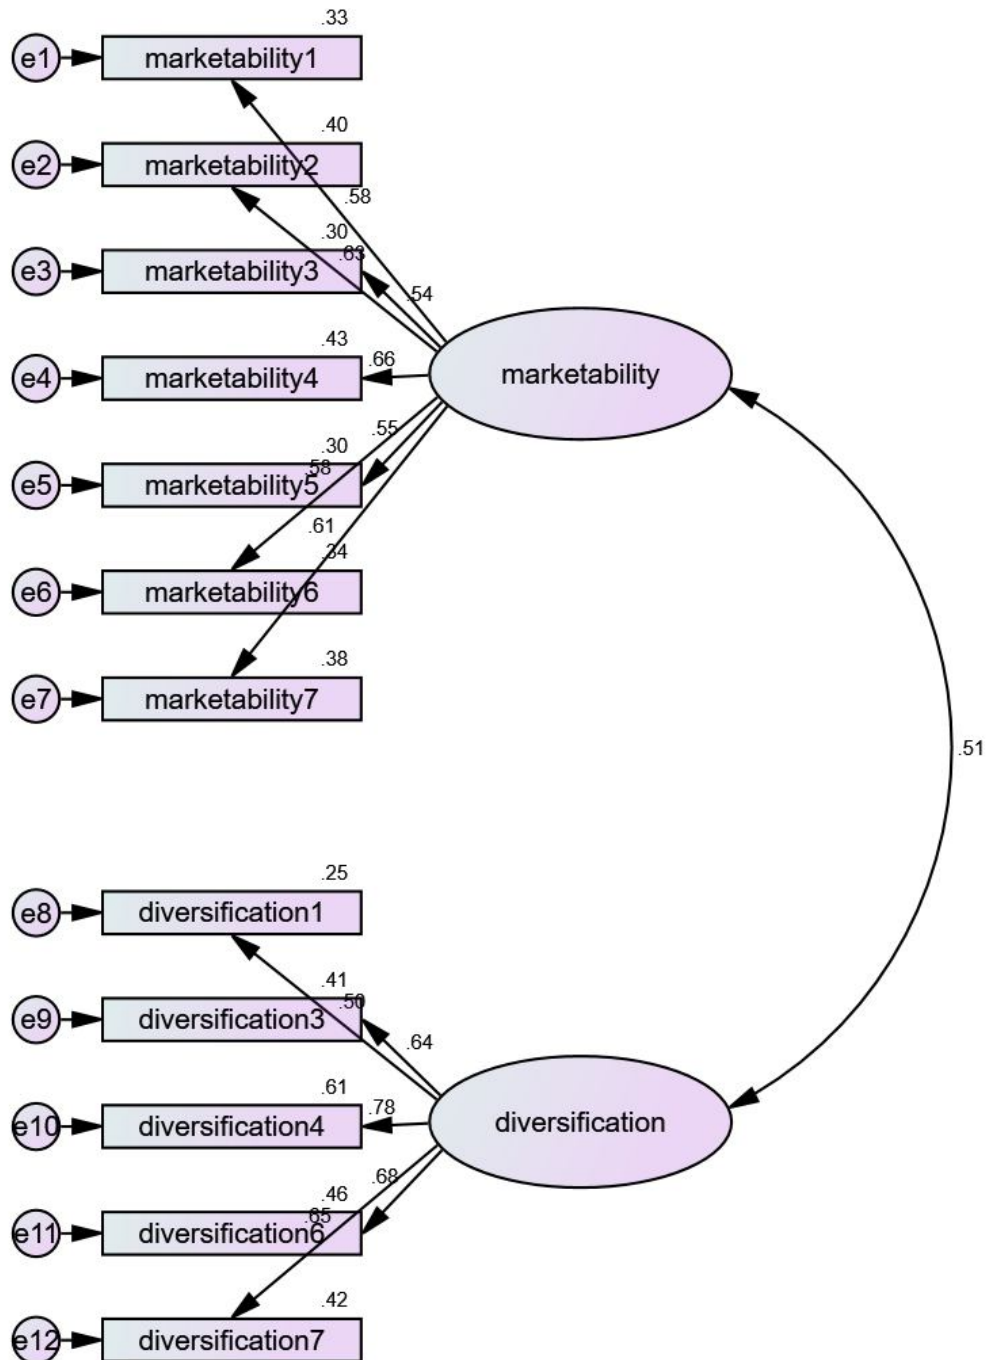 .33
e1 marketability1
.40
e2 marketability2
.58
.30
.63
e3 marketability3
.54
.43
.66
e4 marketability4
marketability
.55
.30
.58
e5 marketability5
.61
.34
e6 marketability6
.38
e7 marketability7
.51
.25
e8 diversification1
.41
.50
e9 diversification3
.64
.61
.78
e10 diversification4
diversification
.68
.46
.65
e11 diversification6
.42
e12 diversification7